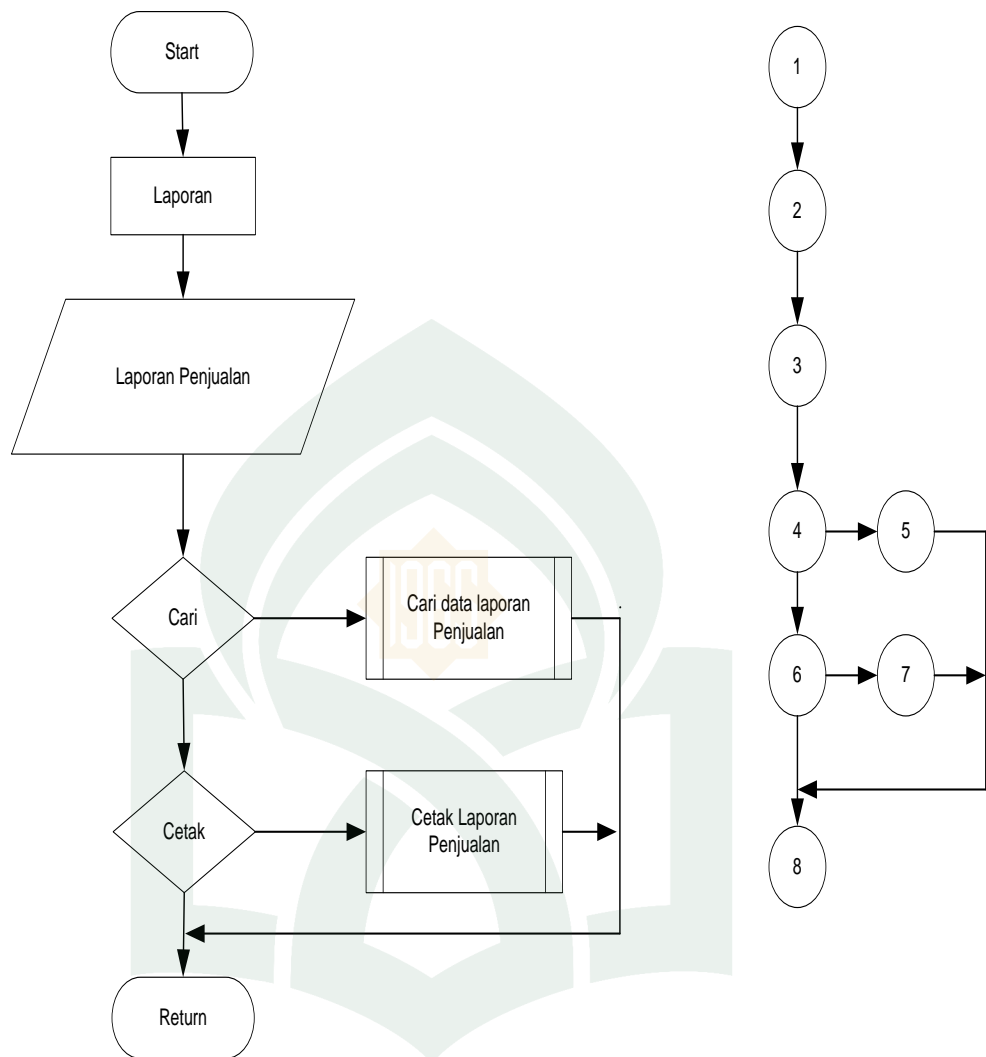 Start
Laporan
Laporan Penjualan
Cari
Cari data laporan
Penjualan
Cetak
Cetak Laporan
Penjualan
Return
1
2
3
4
5
6
7
8